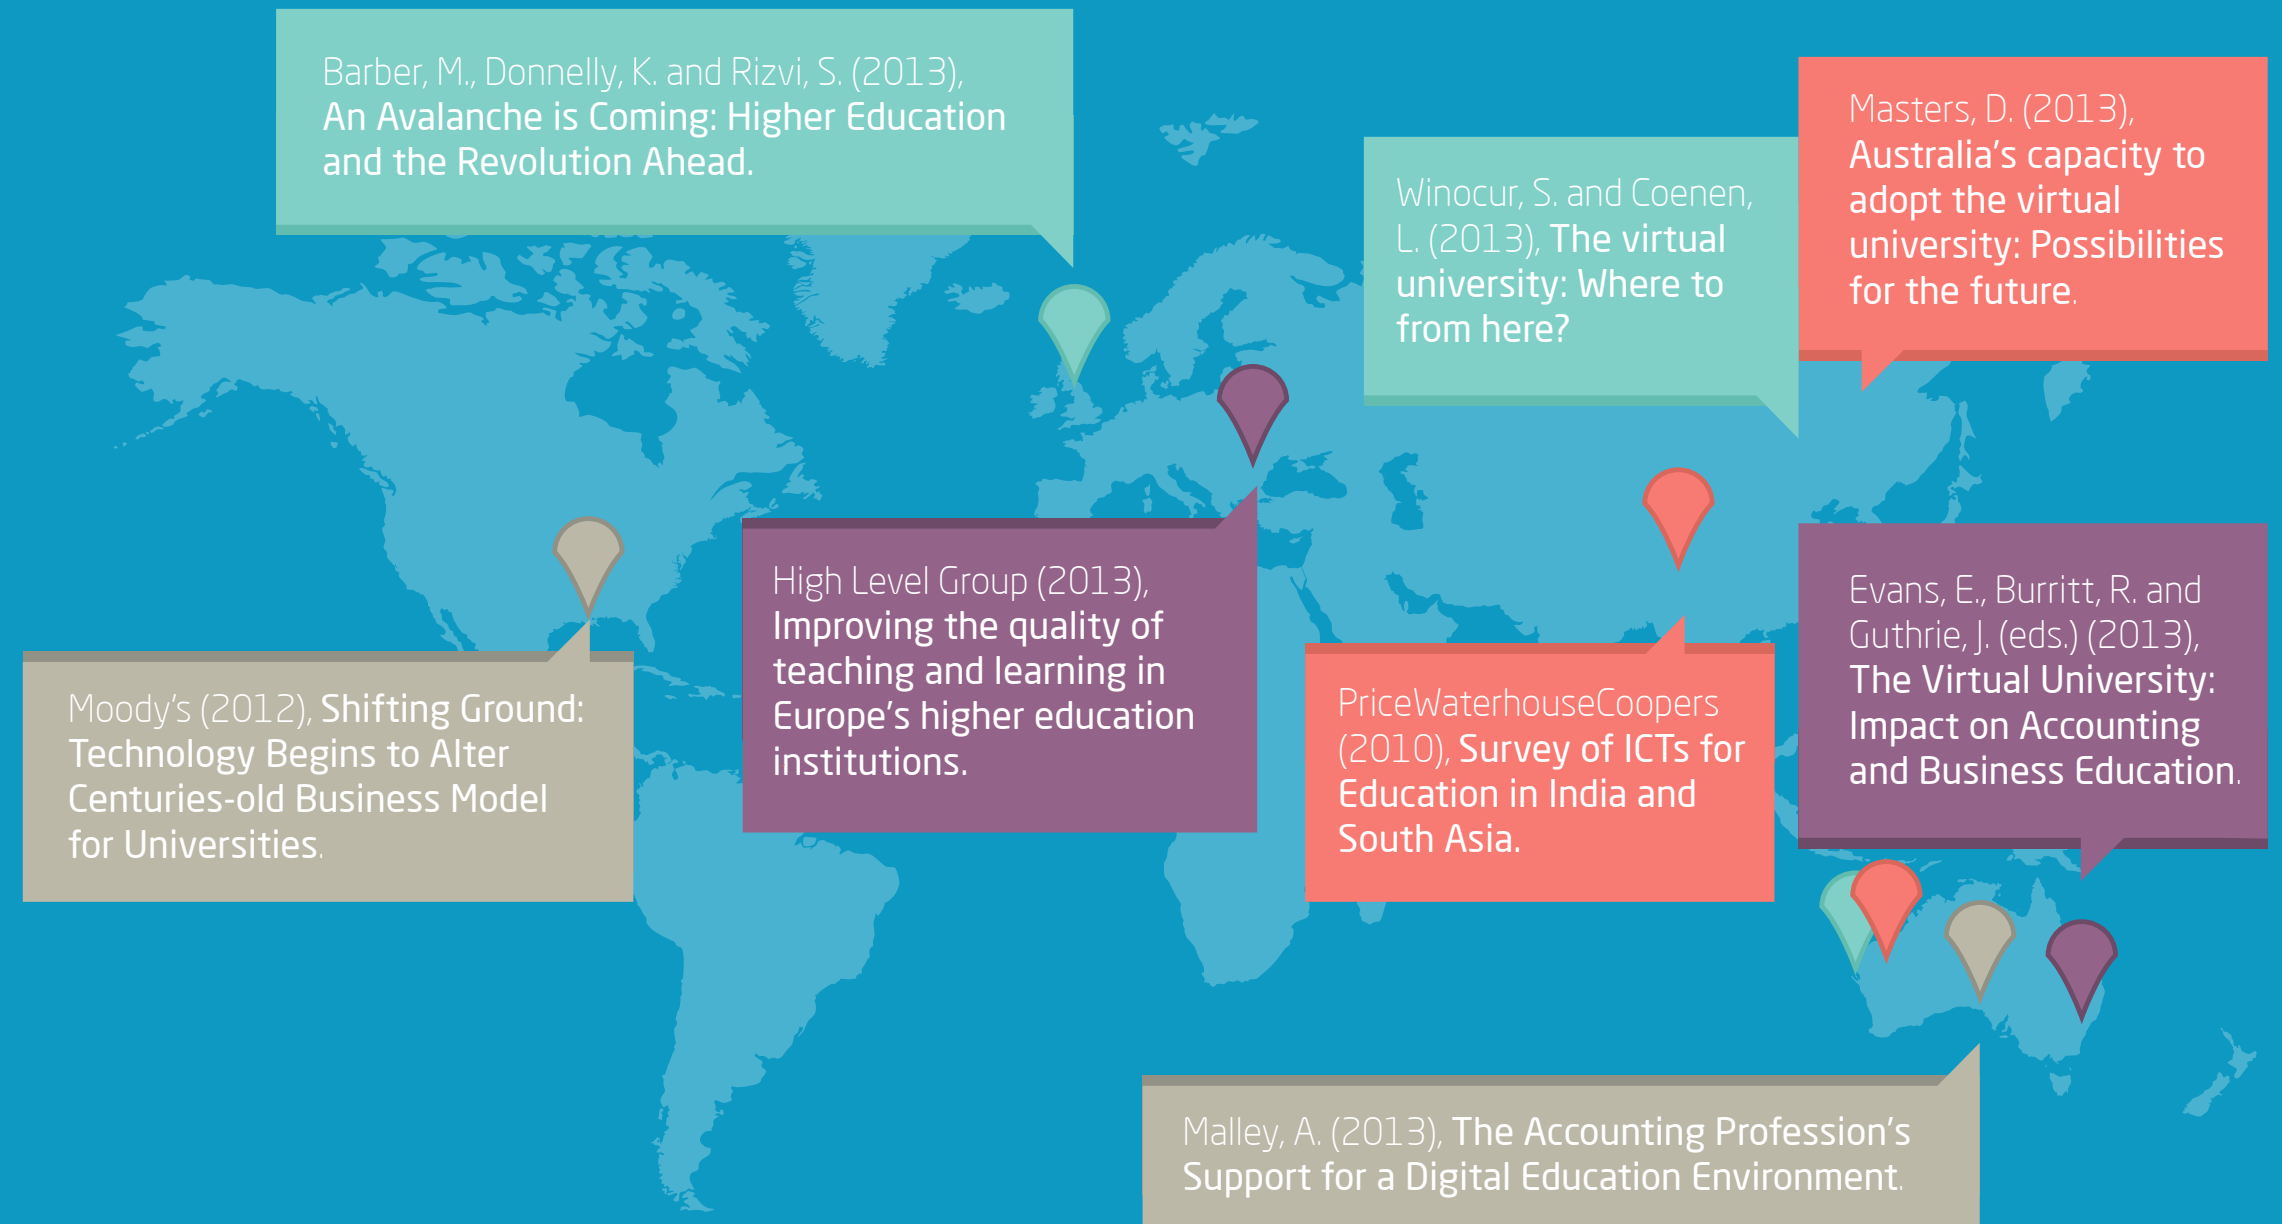 Barber, M., Donnelly, K. and Rizvi, S. (2013),
An Avalanche is Coming: Higher Education
and the Revolution Ahead.
Winocur, S. and Coenen,
L. (2013), The virtual
university: Where to
from here?
Masters, D. (2013),
Australia's capacity to
adopt the virtual
university: Possibilities
for the future.
Moody's (2012), Shifting Ground:
Technology Begins to Alter
Centuries-old Business Model
for Universities.
High Level Group (2013),
Improving the quality of
teaching and learning in
Europe's higher education
institutions.
PriceWaterhouseCoopers
(2010), Survey of ICTs for
Education in India and
South Asia.
Evans, E., Burritt, R. and
Guthrie, J. (eds.) (2013),
The Virtual University:
Impact on Accounting
and Business Education.
Malley, A. (2013), The Accounting Profession's
Support for a Digital Education Environment.